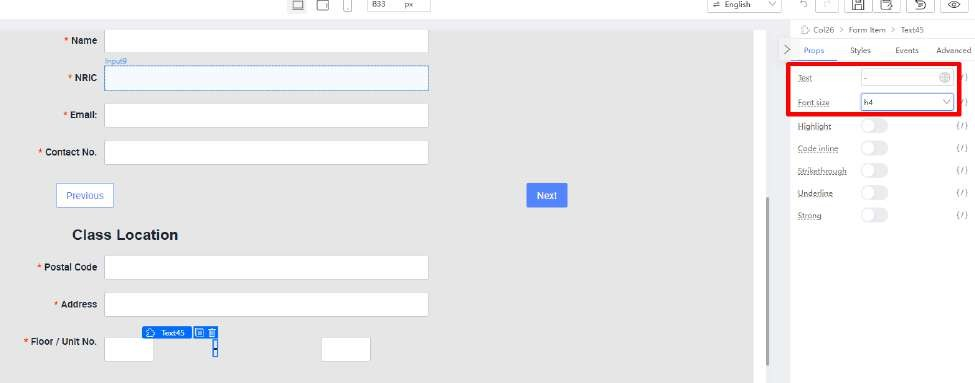 833 px
English
Col26 > Form Item > Text45
Props Styles Events Advanced
Text - {/}
Font size h4 {/}
Highlight {/}
Code inline {/}
Strikethrough {/}
Underline {/}
Strong {/}
* Name
Input9
* NRIC
* Email:
* Contact No.
Previous Next
Class Location
* Postal Code
* Address
Text45
* Floor / Unit No. -